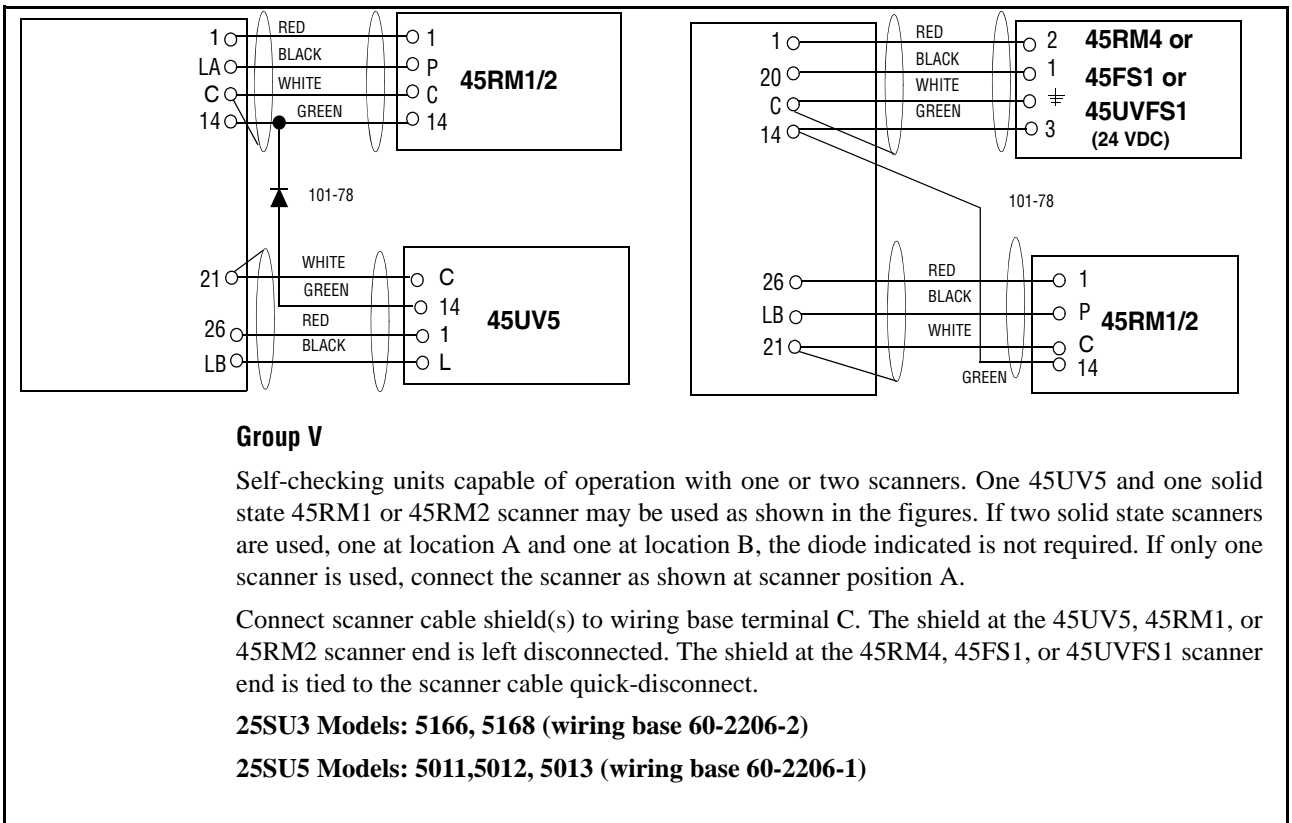 1 RED 1
LA BLACK P
45RM1/2
C WHITE C
14 GREEN 14
101-78
21 WHITE C
GREEN 14
45UV5
26 RED 1
LB BLACK L
1 RED 2 45RM4 or
20 BLACK 1 45FS1 or
C WHITE 45UVFS1
14 GREEN 3 (24 VDC)
101-78
26 RED 1
LB BLACK P
45RM1/2
21 WHITE C
GREEN 14
Group V
Self-checking units capable of operation with one or two scanners. One 45UV5 and one solid
state 45RM1 or 45RM2 scanner may be used as shown in the figures. If two solid state scanners
are used, one at location A and one at location B, the diode indicated is not required. If only one
scanner is used, connect the scanner as shown at scanner position A.
Connect scanner cable shield(s) to wiring base terminal C. The shield at the 45UV5, 45RM1, or
45RM2 scanner end is left disconnected. The shield at the 45RM4, 45FS1, or 45UVFS1 scanner
end is tied to the scanner cable quick-disconnect.
25SU3 Models: 5166, 5168 (wiring base 60-2206-2)
25SU5 Models: 5011,5012, 5013 (wiring base 60-2206-1)